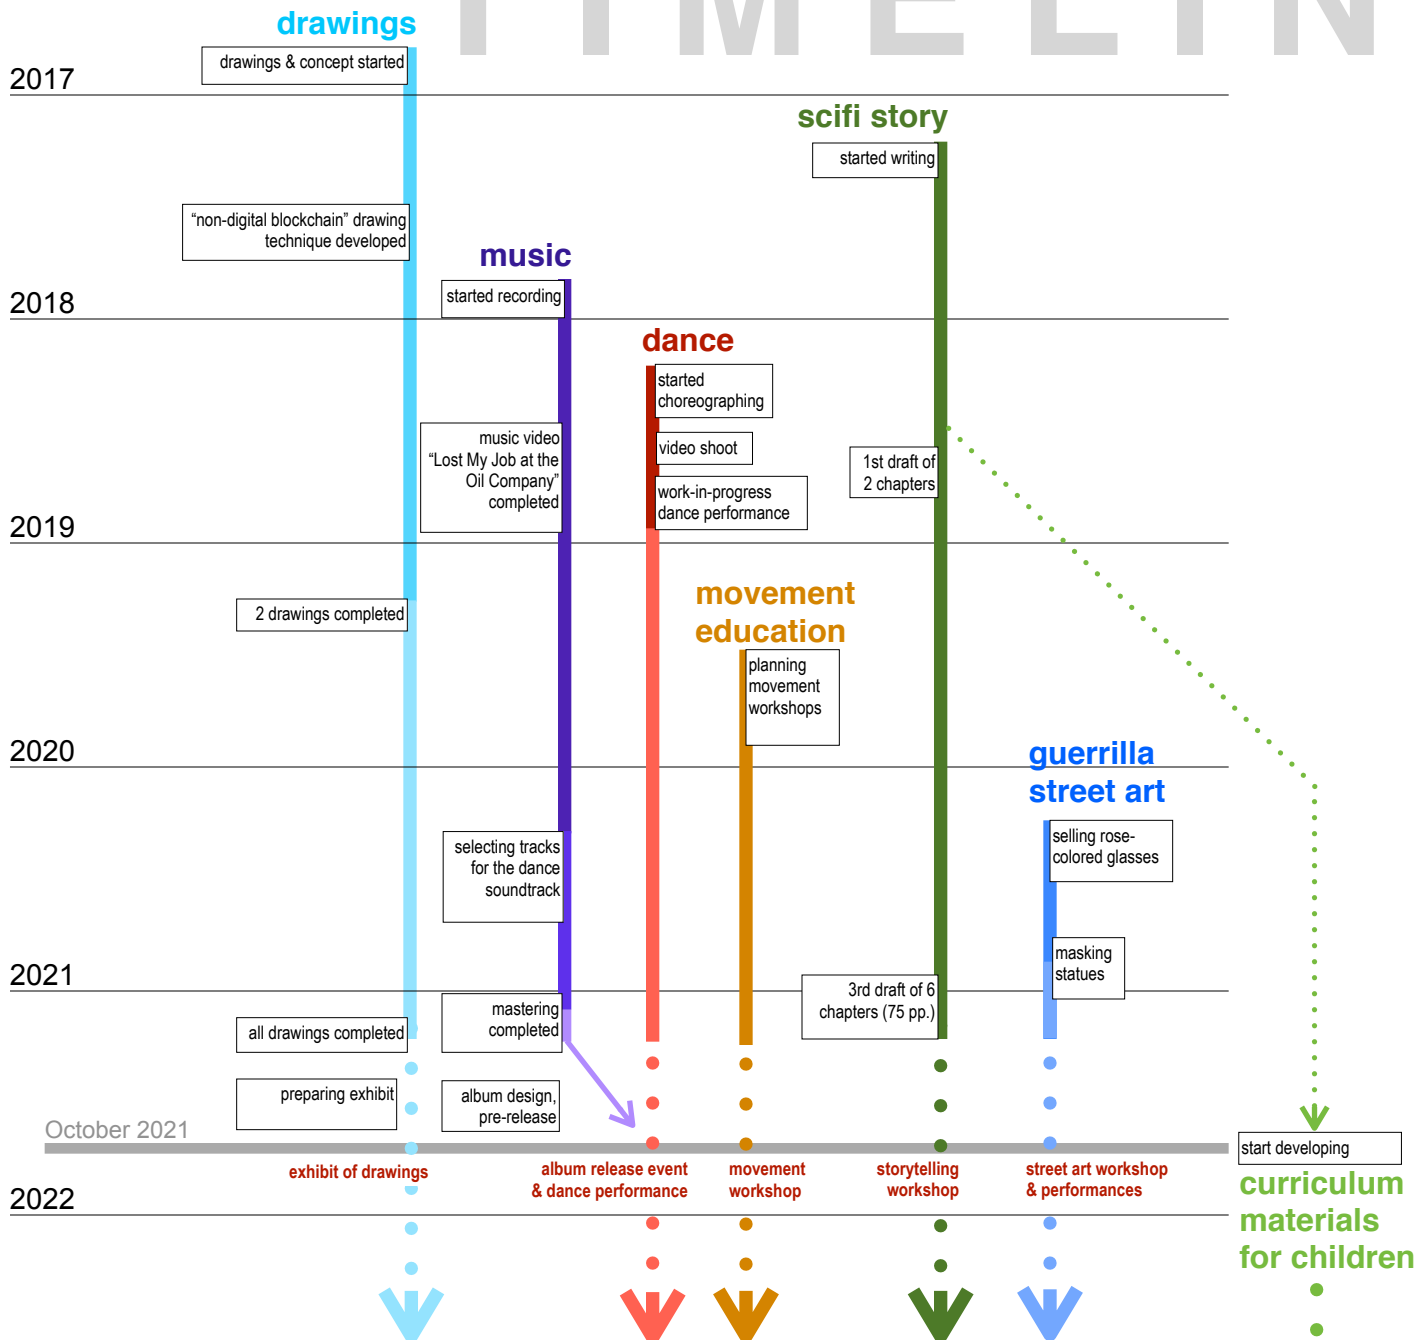 TIMELIN
drawings
drawings & concept started
2017
scifi story
started writing
“non-digital blockchain” drawing
technique developed
music
started recording
2018
dance
started
choreographing
music video
“Lost My Job at the
Oil Company”
completed
video shoot
1st draft of
2 chapters
work-in-progress
dance performance
2019
movement
education
2 drawings completed
planning
movement
workshops
2020
guerrilla
street art
selling rose-
colored glasses
selecting tracks
for the dance
soundtrack
masking
statues
2021
3rd draft of 6
chapters (75 pp.)
mastering
completed
all drawings completed
preparing exhibit
album design,
pre-release
October 2021
start developing
exhibit of drawings
album release event
& dance performance
movement
workshop
storytelling
workshop
street art workshop
& performances
curriculum
materials
for children
2022